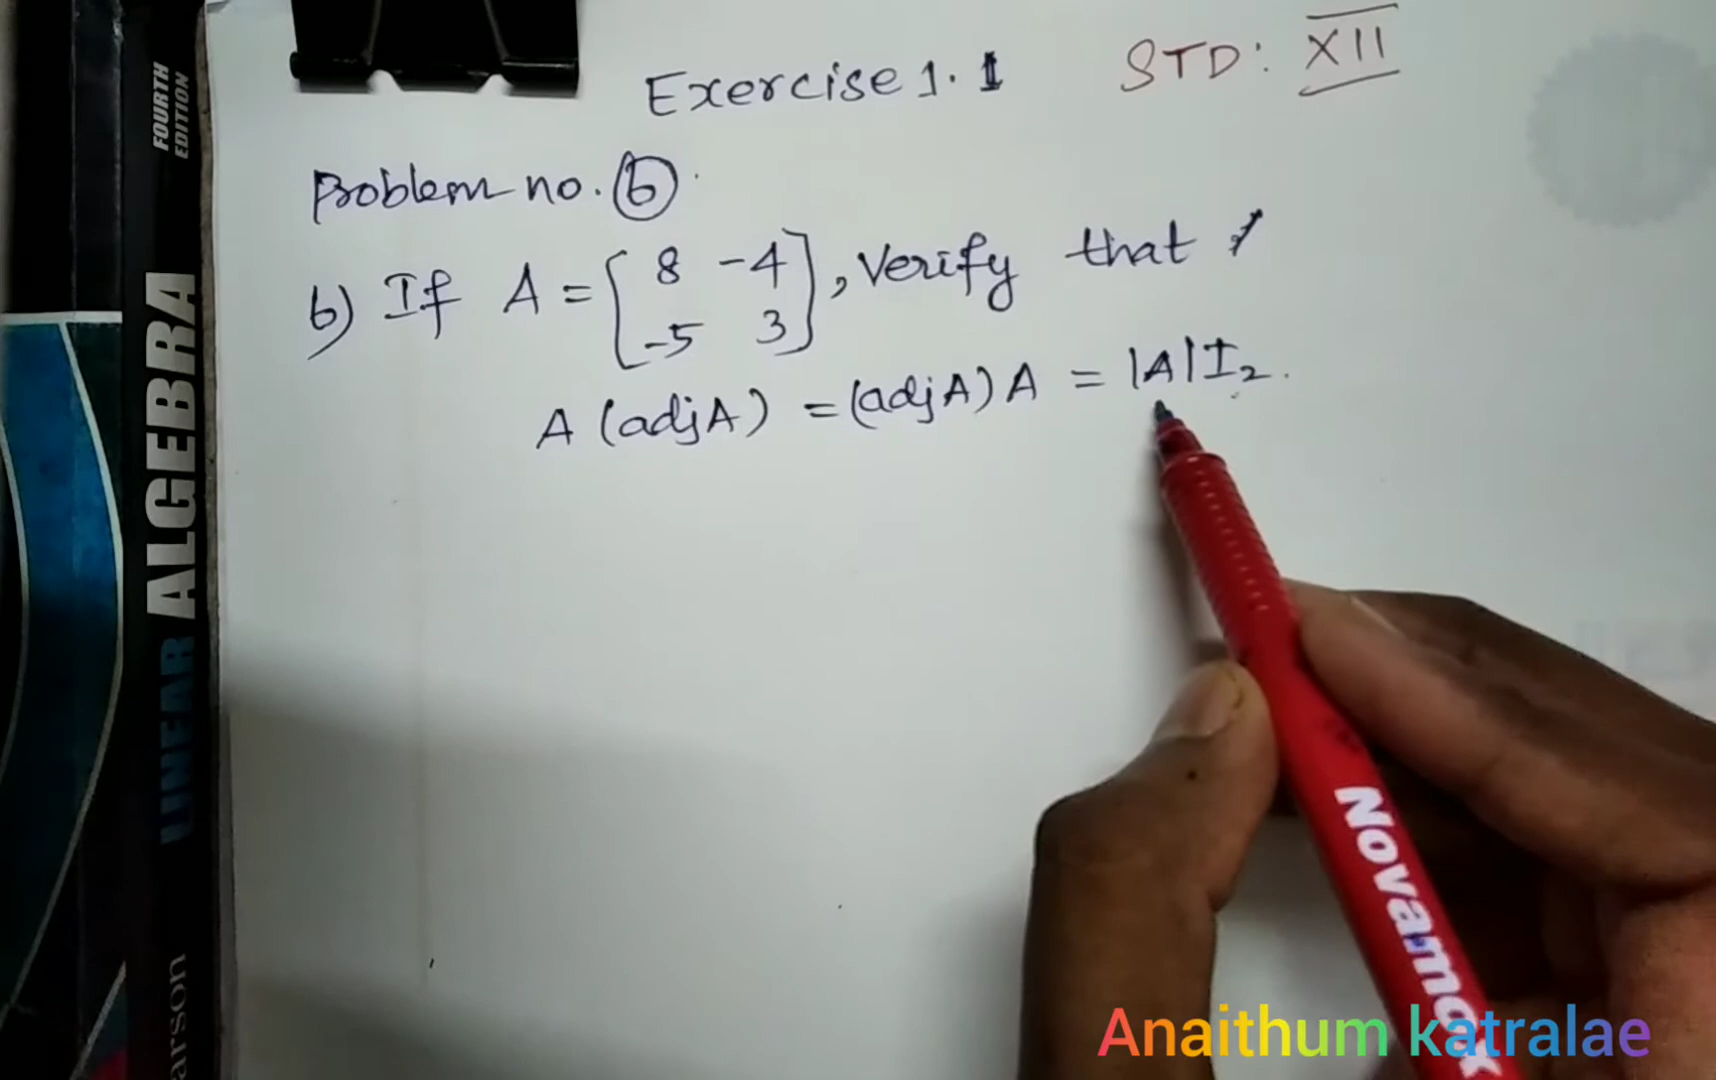 Exercise 1.1
STD: XII
Problem no. 6.
6) If A = [8 -4
-5 3], verify that
A (adj A) = (adj A) A = |A| I₂.
FOURTH
EDITION
LINEAR ALGEBRA
arson
Novamax
Anaithum katralae